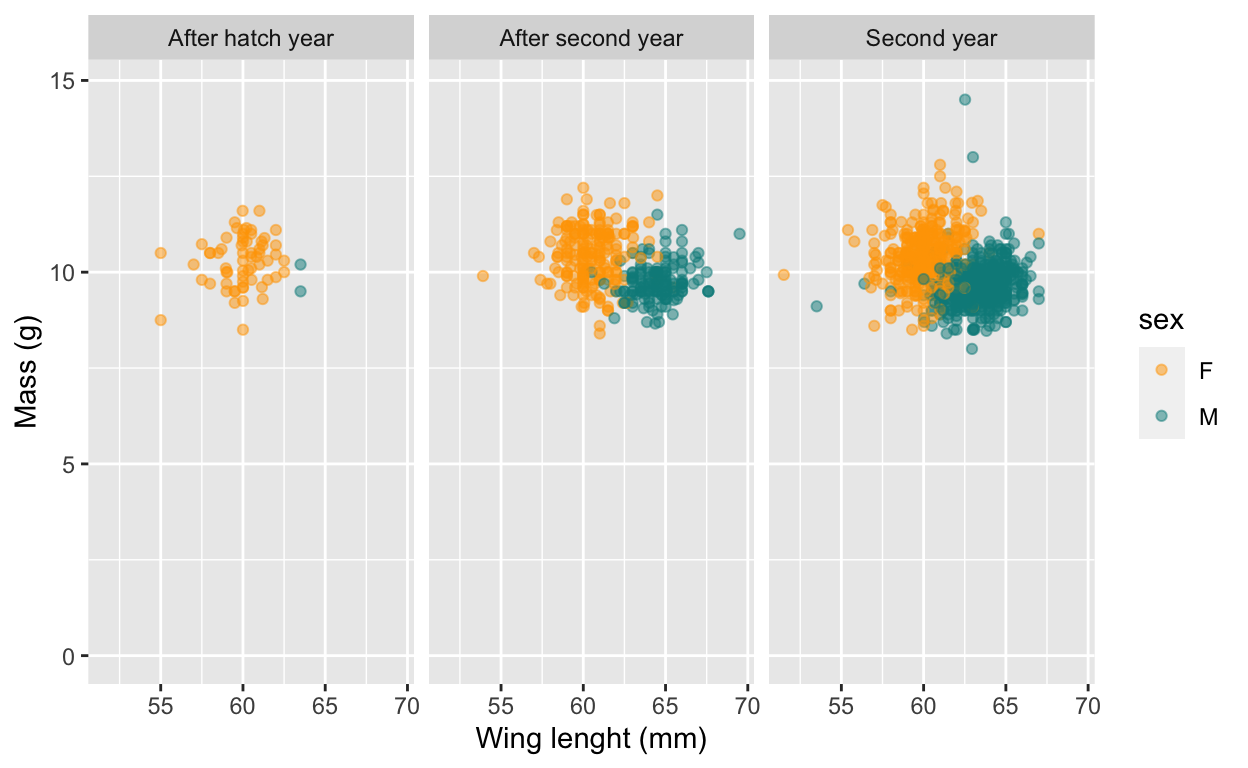 After hatch year
After second year
Second year
15
10
5
0
Mass (g)
55 60 65 70
55 60 65 70
55 60 65 70
Wing lenght (mm)
sex
F
M